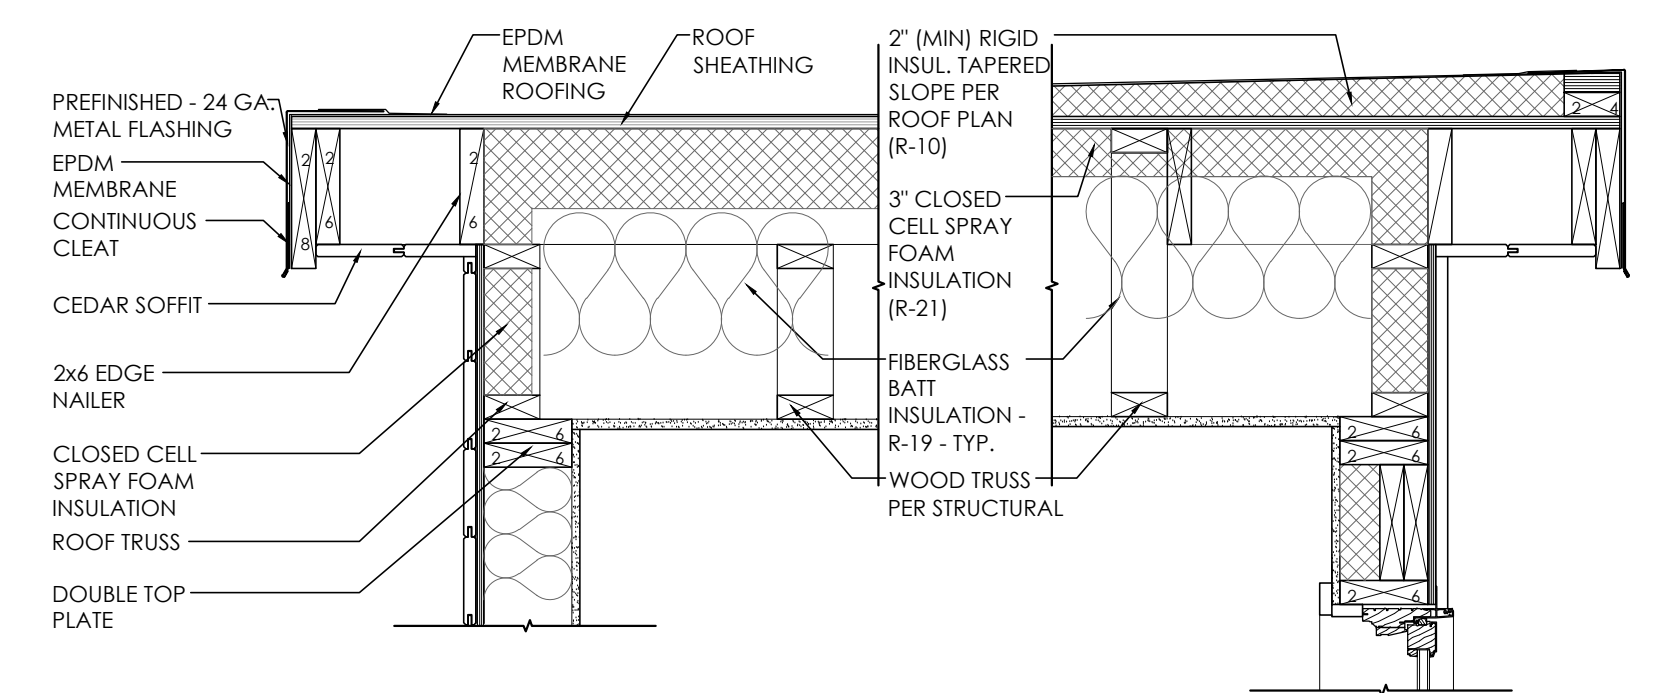 EPDM
MEMBRANE
ROOFING
ROOF
SHEATHING
2" (MIN) RIGID
INSUL. TAPERED
SLOPE PER
ROOF PLAN
(R-10)
PREFINISHED - 24 GA.
METAL FLASHING
EPDM
MEMBRANE
CONTINUOUS
CLEAT
CEDAR SOFFIT
2x6 EDGE
NAILER
CLOSED CELL
SPRAY FOAM
INSULATION
ROOF TRUSS
DOUBLE TOP
PLATE
3" CLOSED
CELL SPRAY
FOAM
INSULATION
(R-21)
FIBERGLASS
BATT
INSULATION -
R-19 - TYP.
WOOD TRUSS
PER STRUCTURAL
2 4
2
8
2
6
2
6
2 6
2 6
2 6
2 6
2 6